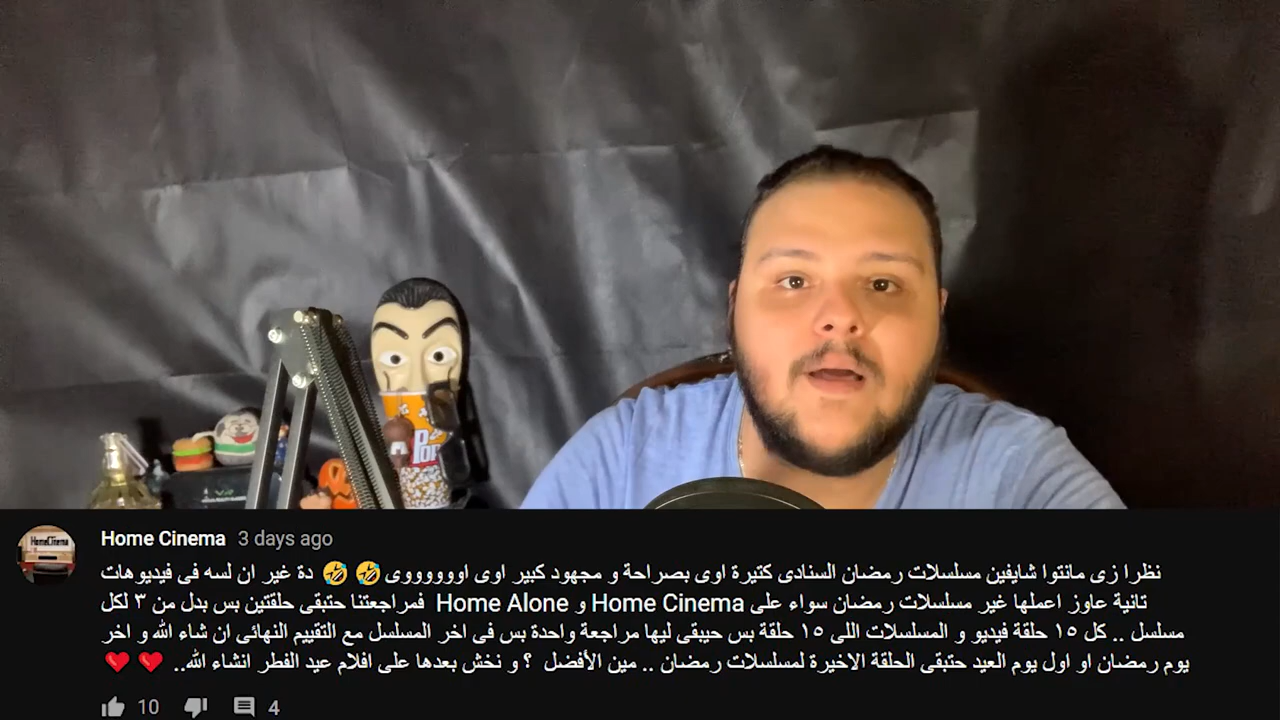 POP
HomeCinema
Home Cinema 3 days ago
نظرا زى مانتوا شايفين مسلسلات رمضان السنادى كتيرة اوى بصراحة و مجهود كبير اوى اووووووى🤣🤣 دة غير ان لسه فى فيديوهات
تانية عاوز اعملها غير مسلسلات رمضان سواء على Home Cinema و Home Alone فمراجعتنا حتبقى حلقتين بس بدل من ٣ لكل
مسلسل .. كل ١٥ حلقة فيديو و المسلسلات اللى ١٥ حلقة بس حيبقى ليها مراجعة واحدة بس فى اخر المسلسل مع التقييم النهائى ان شاء الله و اخر
يوم رمضان او اول يوم العيد حتبقى الحلقة الاخيرة لمسلسلات رمضان .. مين الأفضل ؟ و نخش بعدها على افلام عيد الفطر انشاء الله.. ❤️ ❤️
10 4